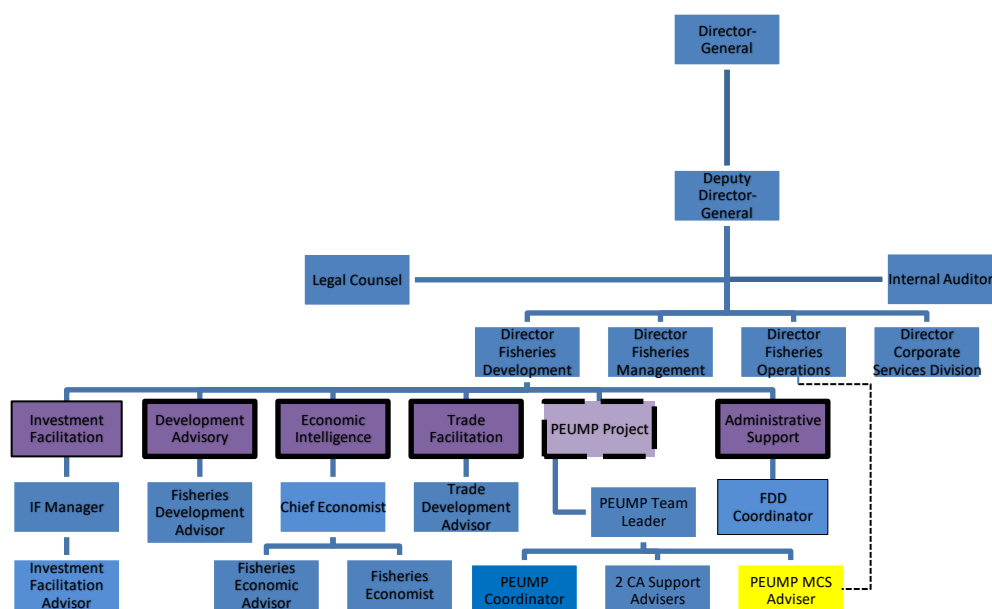 Director-
General
Deputy
Director-
General
Legal Counsel
Internal Auditor
Director
Fisheries
Development
Director
Fisheries
Management
Director
Fisheries
Operations
Director
Corporate
Services Division
Investment
Facilitation
Development
Advisory
Economic
Intelligence
Trade
Facilitation
PEUMP Project
Administrative
Support
IF Manager
Fisheries
Development
Advisor
Chief Economist
Trade
Development
Advisor
PEUMP Team
Leader
FDD
Coordinator
Investment
Facilitation
Advisor
Fisheries
Economic
Advisor
Fisheries
Economist
PEUMP
Coordinator
2 CA Support
Advisers
PEUMP MCS
Adviser